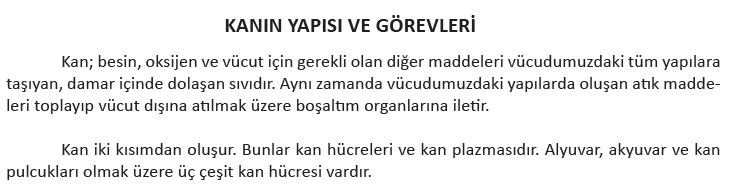 KANIN YAPISI VE GÖREVLERİ
Kan; besin, oksijen ve vücut için gerekli olan diğer maddeleri vücudumuzdaki tüm yapılara
taşıyan, damar içinde dolaşan sıvıdır. Aynı zamanda vücudumuzdaki yapılarda oluşan atık madde-
leri toplayıp vücut dışına atılmak üzere boşaltım organlarına iletir.
Kan iki kısımdan oluşur. Bunlar kan hücreleri ve kan plazmasıdır. Alyuvar, akyuvar ve kan
pulcukları olmak üzere üç çeşit kan hücresi vardır.